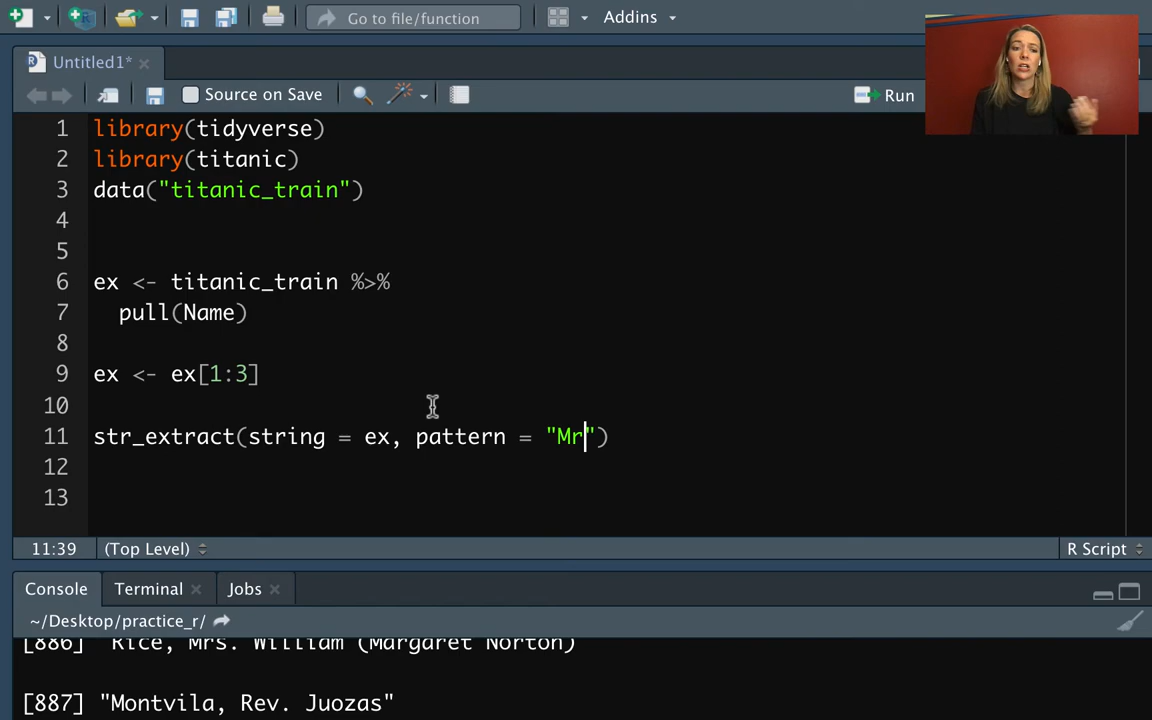 Go to file/function
Addins
Untitled1*
Source on Save
Run
1 library(tidyverse)
2 library(titanic)
3 data("titanic_train")
4
5
6 ex <- titanic_train %>%
7 pull(Name)
8
9 ex <- ex[1:3]
10
11 str_extract(string = ex, pattern = "Mr")
12
13
11:39 (Top Level) R Script
Console Terminal Jobs
~/Desktop/practice_r/
[886] "Rice, Mrs. William (Margaret Norton)"
[887] "Montvila, Rev. Juozas"